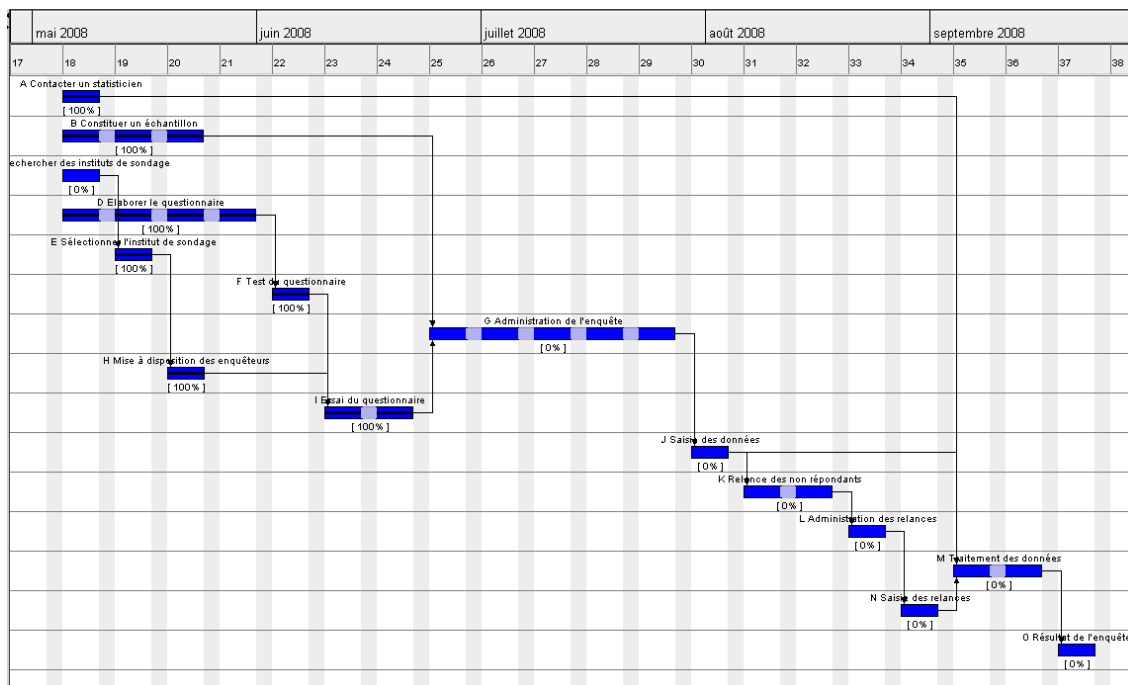 mai 2008 juin 2008 juillet 2008 août 2008 septembre 2008
17 18 19 20 21 22 23 24 25 26 27 28 29 30 31 32 33 34 35 36 37 38
A Contacter un statisticien
[100%]
B Constituer un échantillon
[100%]
echercher des instituts de sondage
[0%]
D Elaborer le questionnaire
[100%]
E Sélectionner l'institut de sondage
[100%]
F Test du questionnaire
[100%]
G Administration de l'enquête
[0%]
H Mise à disposition des enquêteurs
[100%]
I Essai du questionnaire
[100%]
J Saisie des données
[0%]
K Relence des non répondants
[0%]
L Administration des relances
[0%]
M Traitement des données
[0%]
N Saisie des relances
[0%]
O Résultat de l'enquête
[0%]